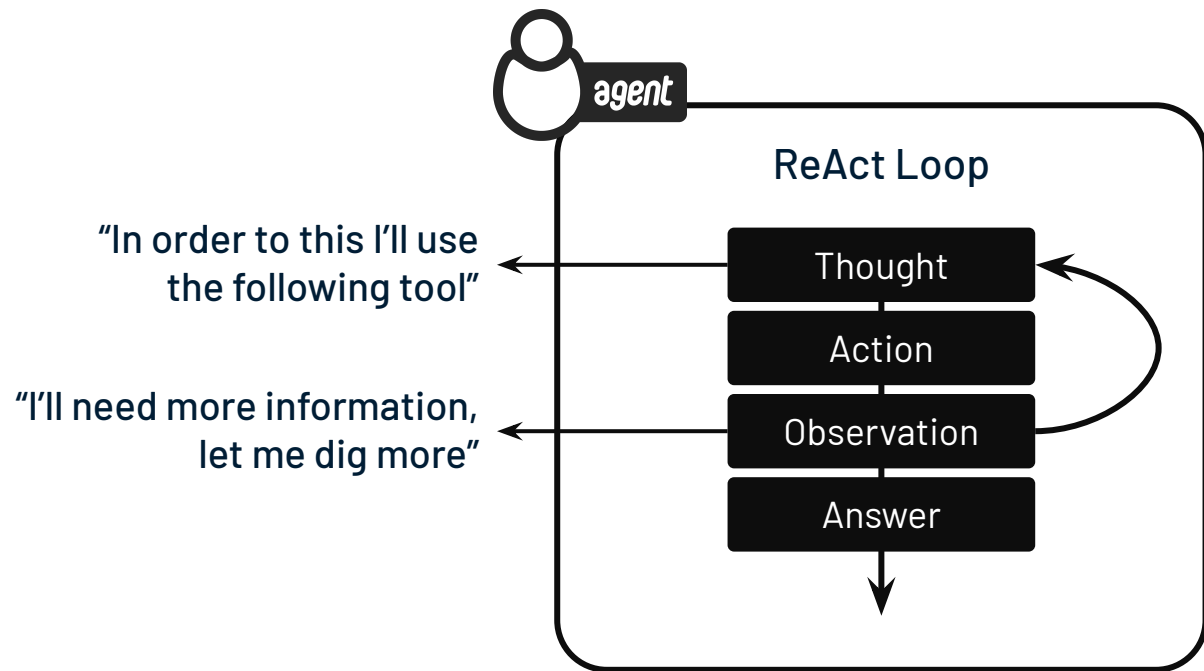 agent
ReAct Loop
“In order to this I’ll use
the following tool”
Thought
Action
“I’ll need more information,
let me dig more”
Observation
Answer